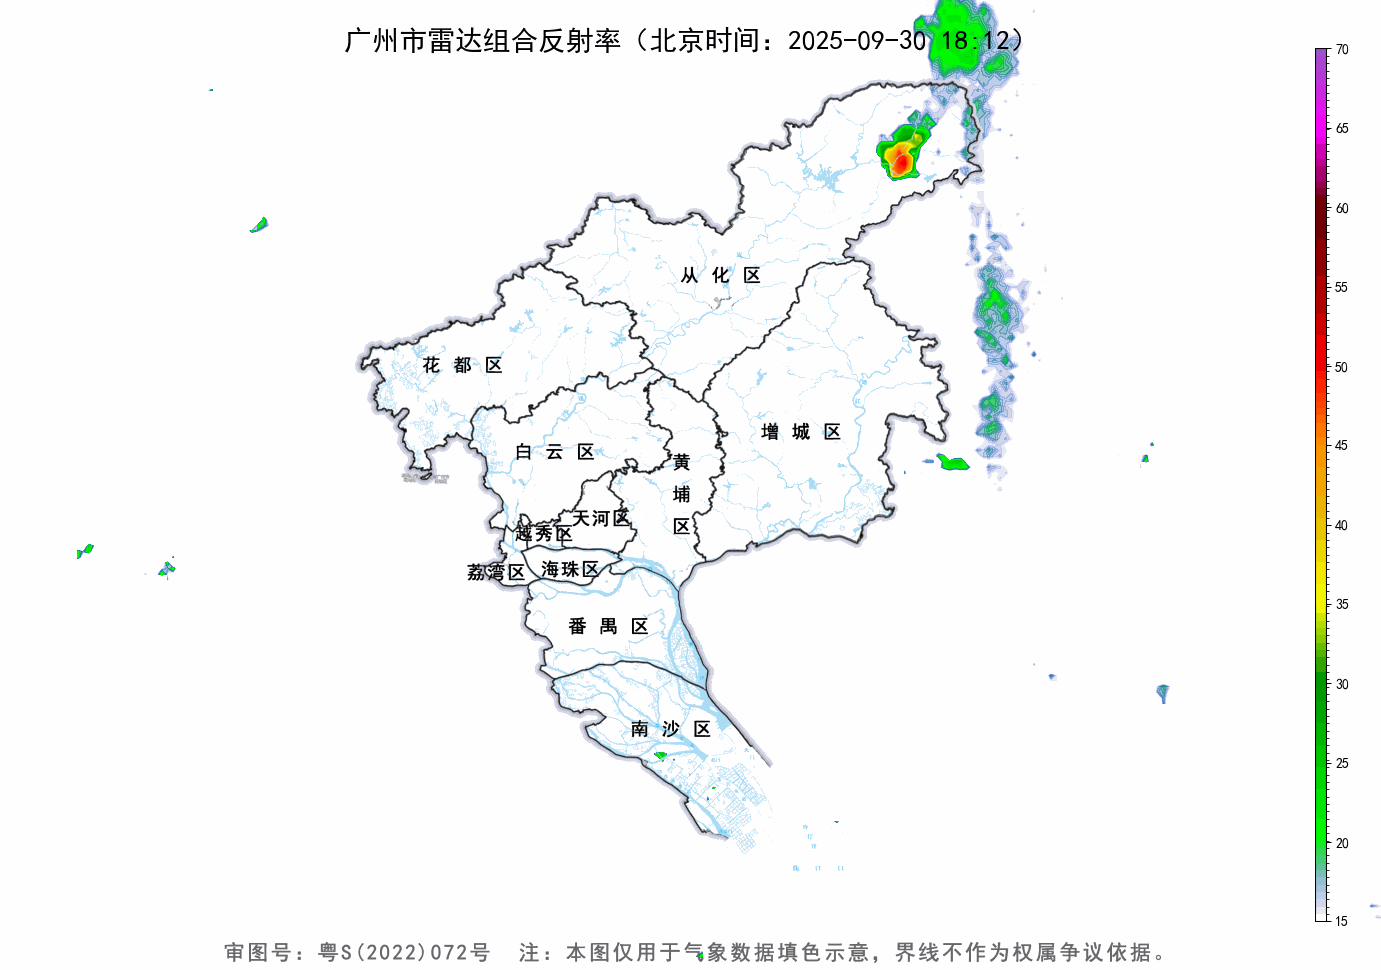 广州市雷达组合反射率（北京时间：2025-09-30 18:12）
70
65
60
55
50
45
40
35
30
25
20
15
从化区
花都区
增城区
白云区
黄埔区
天河区
越秀区
荔湾区
海珠区
番禺区
南沙区
审图号：粤S(2022)072号 注：本图仅用于气象数据填色示意，界线不作为权属争议依据。